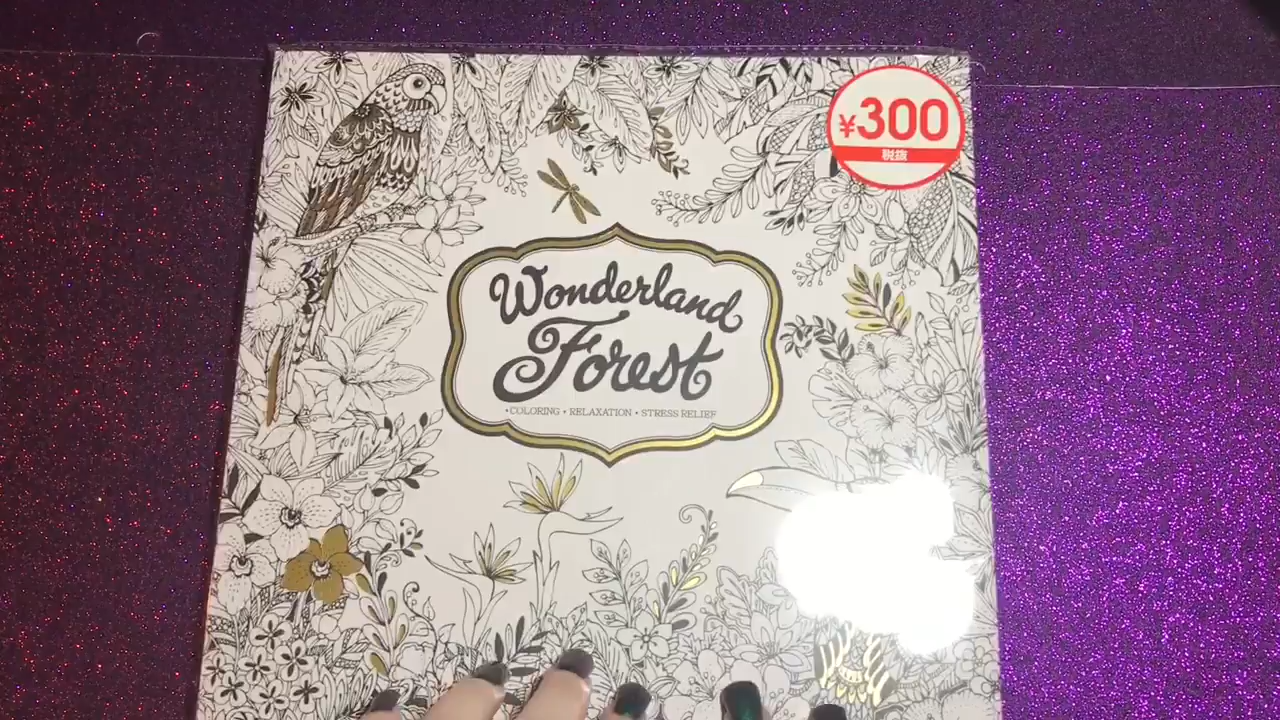 ¥300
税抜
Wonderland
Forest
•COLORING • RELAXATION • STRESS RELIEF